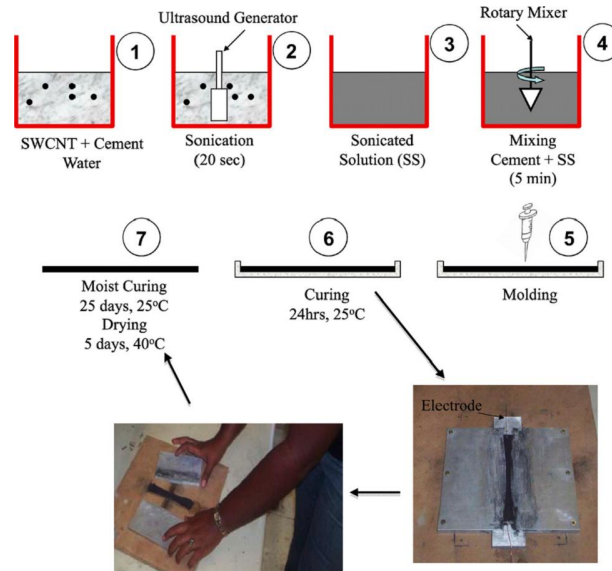 Ultrasound Generator
Rotary Mixer
1
2
3
4
SWCNT + Cement
Water
Sonication
(20 sec)
Sonicated
Solution (SS)
Mixing
Cement + SS
(5 min)
7
6
5
Moist Curing
25 days, 25°C
Drying
5 days, 40°C
Curing
24hrs, 25°C
Molding
Electrode